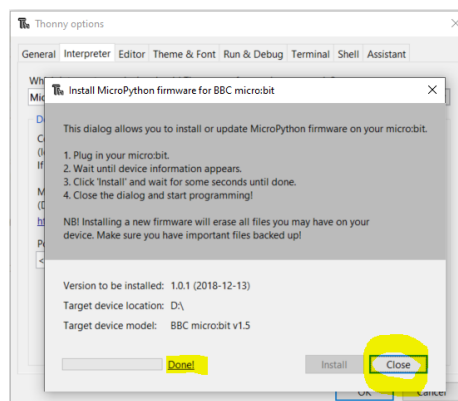 Thonny options
General Interpreter Editor Theme & Font Run & Debug Terminal Shell Assistant
Install MicroPython firmware for BBC micro:bit
This dialog allows you to install or update MicroPython firmware on your micro:bit.
1. Plug in your micro:bit.
2. Wait until device information appears.
3. Click 'Install' and wait for some seconds until done.
4. Close the dialog and start programming!
NB! Installing a new firmware will erase all files you may have on your
device. Make sure you have important files backed up!
Version to be installed: 1.0.1 (2018-12-13)
Target device location: D:\
Target device model: BBC micro:bit v1.5
Done! Install Close
OK Cancel